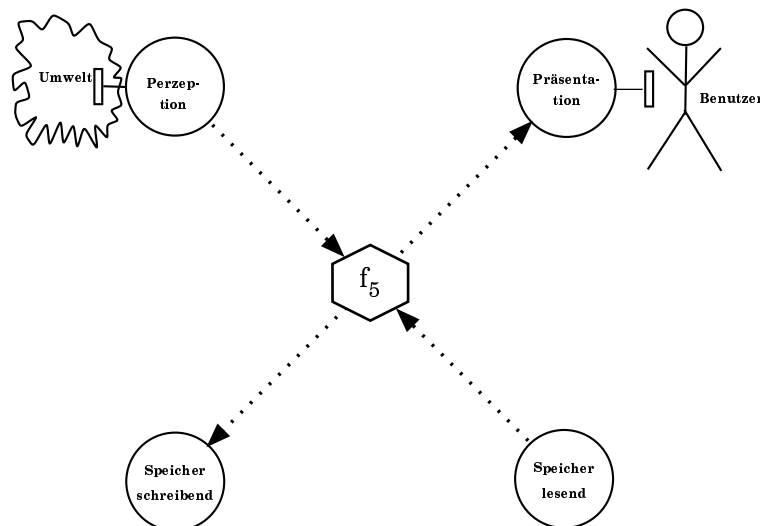 Umwelt
Perzep-
tion
Präsenta-
tion
Benutzer
f5
Speicher
schreibend
Speicher
lesend